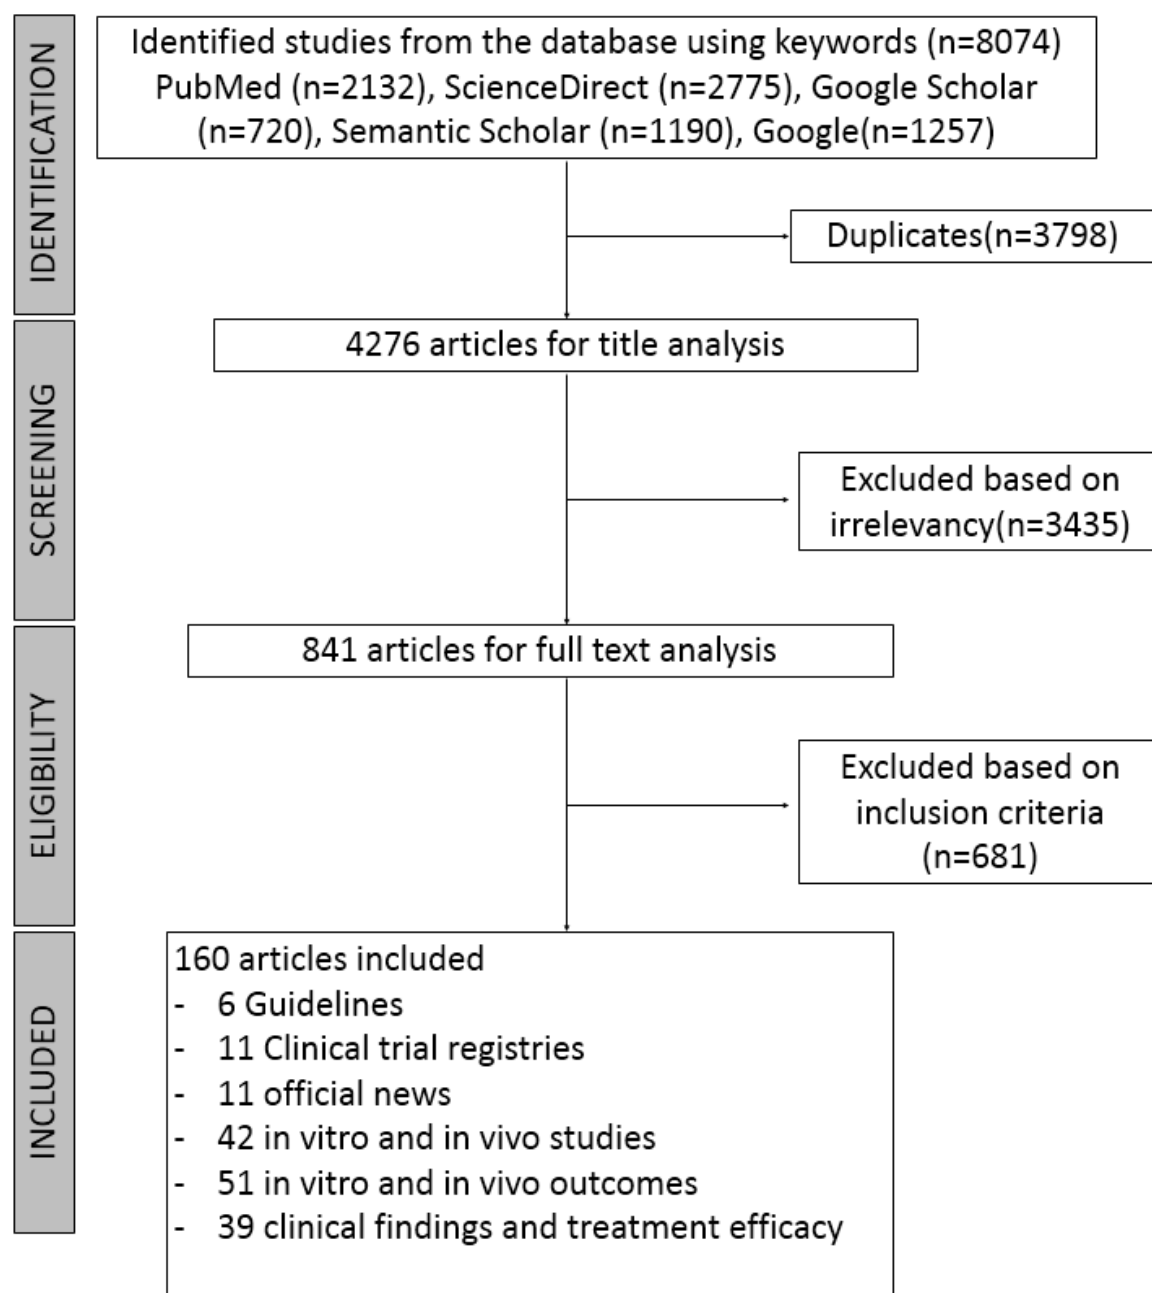 IDENTIFICATION
Identified studies from the database using keywords (n=8074)
PubMed (n=2132), ScienceDirect (n=2775), Google Scholar
(n=720), Semantic Scholar (n=1190), Google(n=1257)
Duplicates(n=3798)
SCREENING
4276 articles for title analysis
Excluded based on
irrelevancy(n=3435)
ELIGIBILITY
841 articles for full text analysis
Excluded based on
inclusion criteria
(n=681)
INCLUDED
160 articles included
- 6 Guidelines
- 11 Clinical trial registries
- 11 official news
- 42 in vitro and in vivo studies
- 51 in vitro and in vivo outcomes
- 39 clinical findings and treatment efficacy